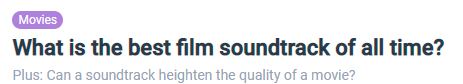 Movies
What is the best film soundtrack of all time?
Plus: Can a soundtrack heighten the quality of a movie?